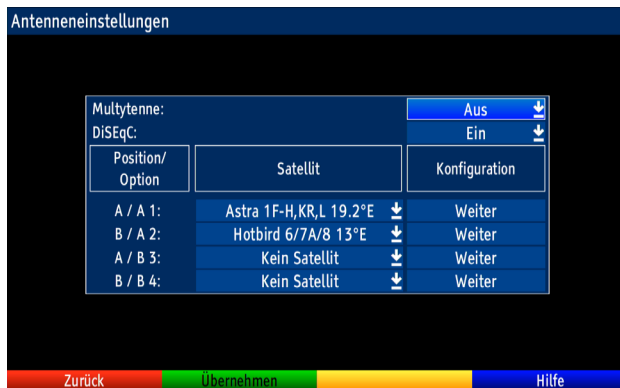 Antenneneinstellungen
Multytenne: Aus
DiSEqC: Ein
Position/
Option
Satellit
Konfiguration
A / A 1: Astra 1F-H,KR,L 19.2°E Weiter
B / A 2: Hotbird 6/7A/8 13°E Weiter
A / B 3: Kein Satellit Weiter
B / B 4: Kein Satellit Weiter
Zurück Übernehmen Hilfe